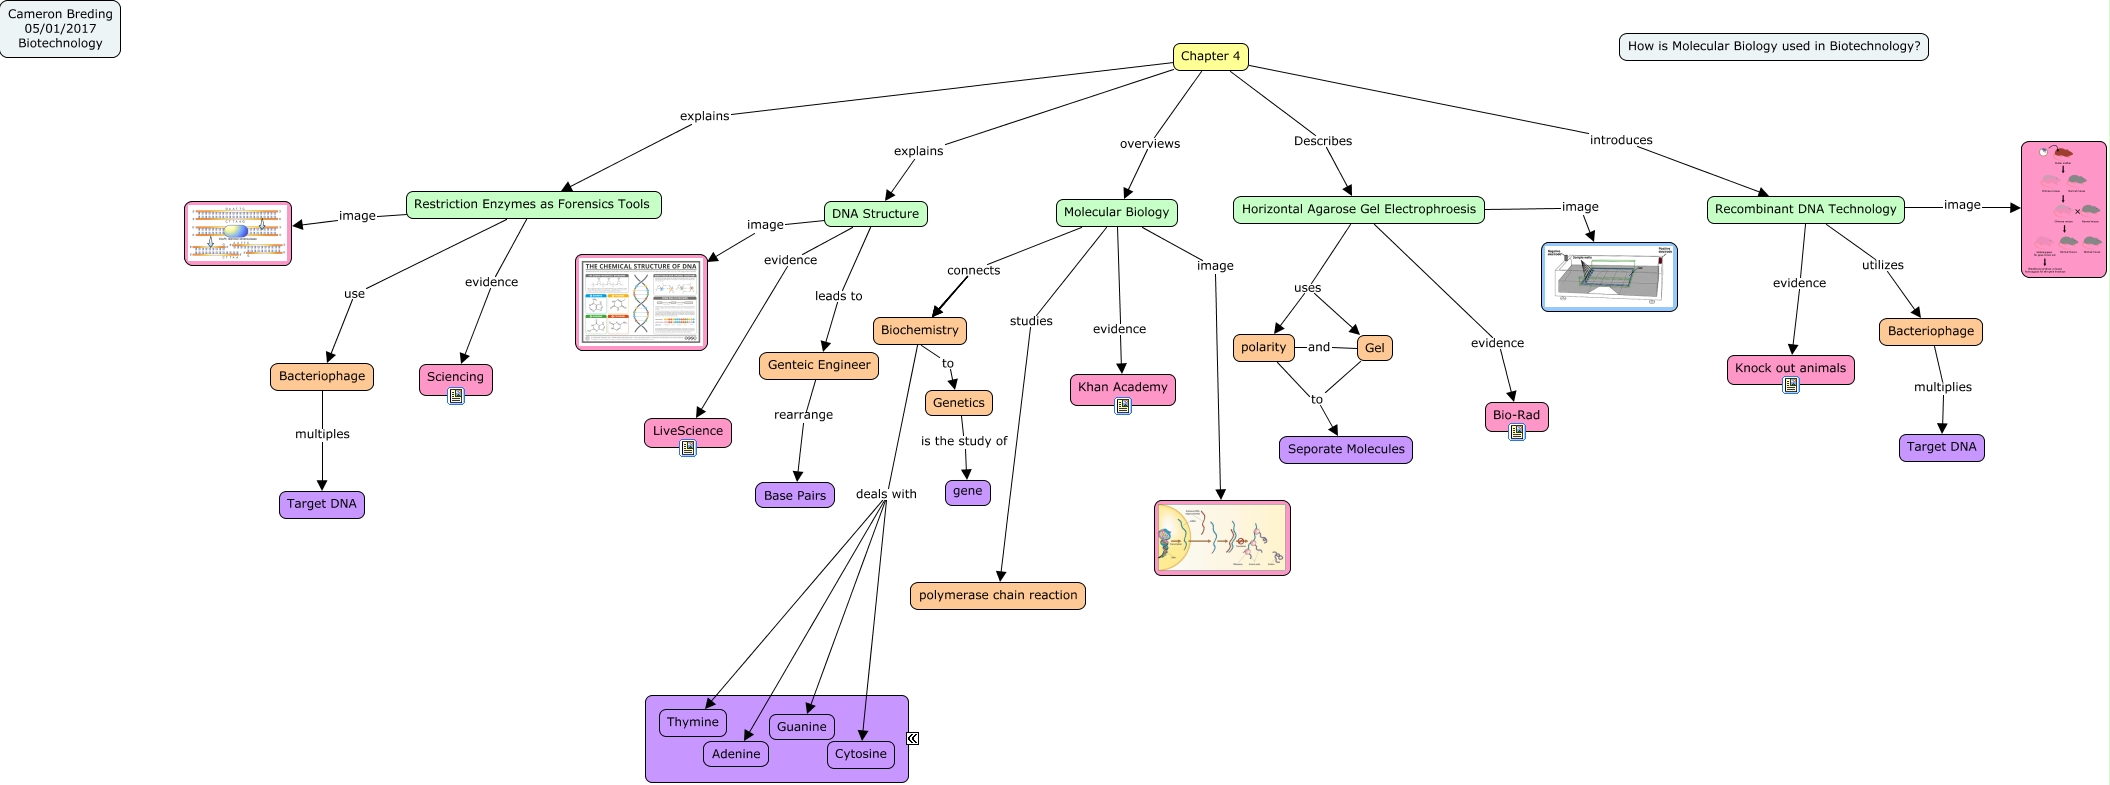 Cameron Breding
05/01/2017
Biotechnology
Chapter 4
How is Molecular Biology used in Biotechnology?
explains
explains
overviews
Describes
introduces
image
Restriction Enzymes as Forensics Tools
image
DNA Structure
Molecular Biology
Horizontal Agarose Gel Electrophroesis
image
Recombinant DNA Technology
image
use
evidence
THE CHEMICAL STRUCTURE OF DNA
evidence
leads to
connects
studies
evidence
image
uses
evidence
evidence
utilizes
Bacteriophage
Sciencing
Genteic Engineer
Biochemistry
to
Genetics
Khan Academy
polarity
and
Gel
to
Bio-Rad
Knock out animals
Bacteriophage
multiples
LiveScience
rearrange
is the study of
Seporate Molecules
multiplies
Target DNA
Target DNA
Base Pairs
deals with
gene
polymerase chain reaction
Thymine
Guanine
Adenine
Cytosine